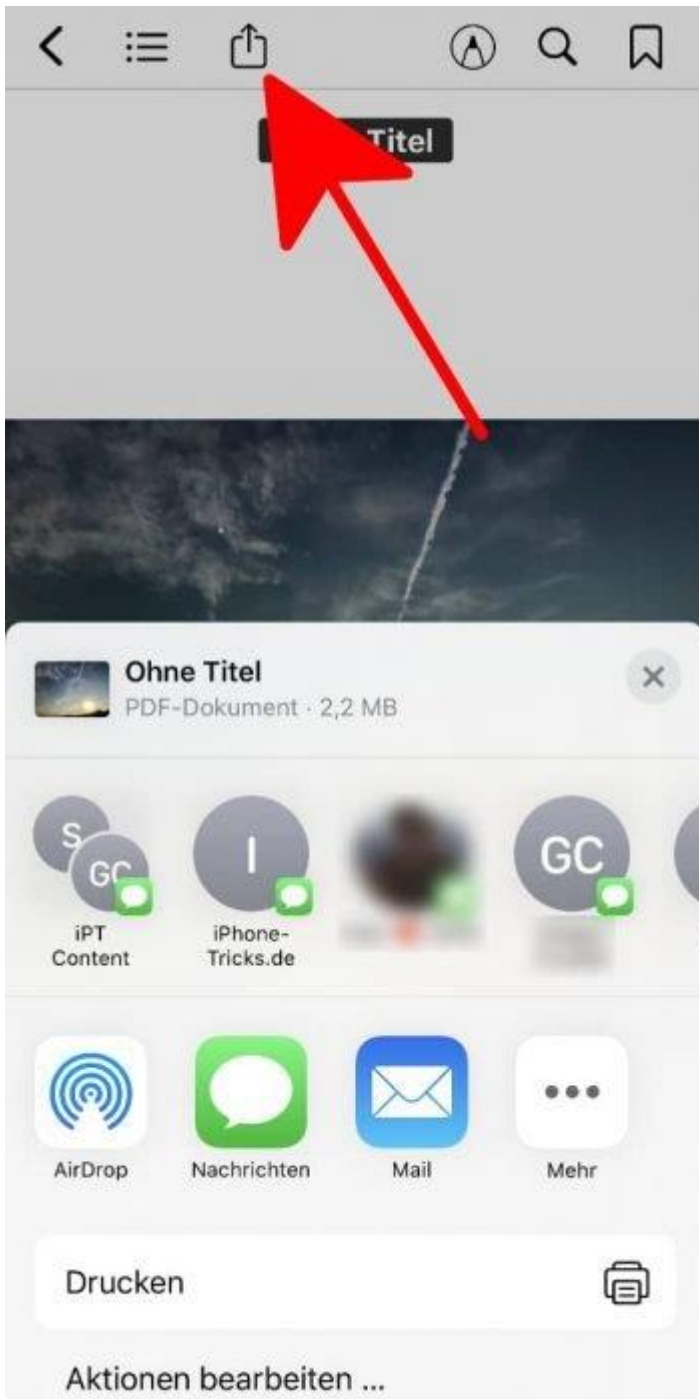 Titel
Ohne Titel
PDF-Dokument · 2,2 MB
S
GC
I
GC
iPT
Content
iPhone-
Tricks.de
AirDrop
Nachrichten
Mail
Mehr
Drucken
Aktionen bearbeiten ...